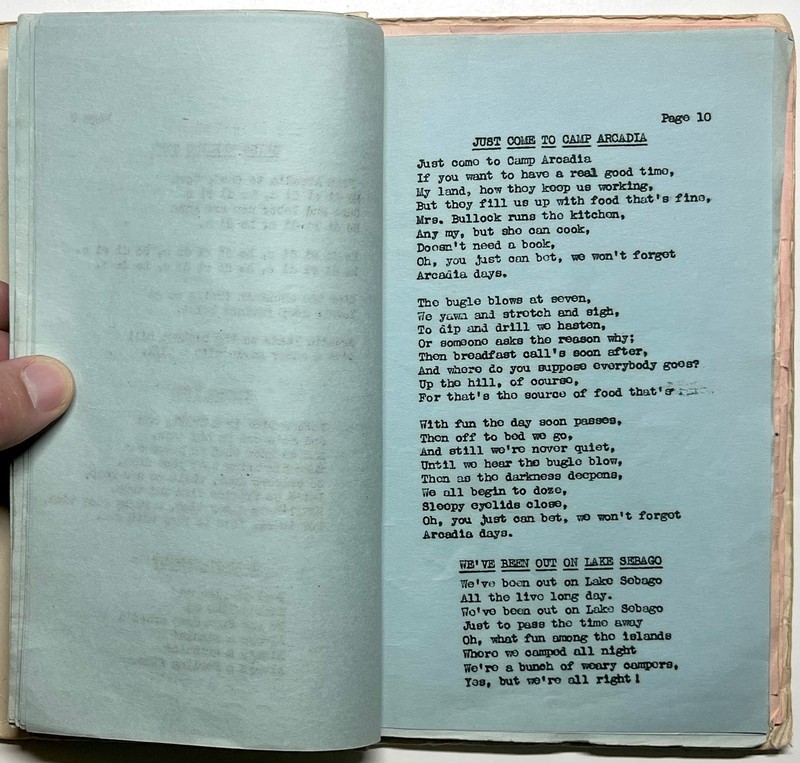 Page 10
JUST COME TO CAMP ARCADIA
Just come to Camp Arcadia
If you want to have a real good time,
My land, how they keep us working,
But they fill us up with food that's fine,
Mrs. Bullock runs the kitchen,
Any my, but she can cook,
Doesn't need a book,
Oh, you just can bet, we won't forget
Arcadia days.
The bugle blows at seven,
We yawn and stretch and sigh,
To dip and drill we hasten,
Or someone asks the reason why;
Then breakfast call's soon after,
And where do you suppose everybody goes?
Up the hill, of course,
For that's the source of food that's
With fun the day soon passes,
Then off to bed we go,
And still we're never quiet,
Until we hear the bugle blow,
Then as the darkness deepens,
We all begin to doze,
Sleepy eyelids close,
Oh, you just can bet, we won't forget
Arcadia days.
WE'VE BEEN OUT ON LAKE SEBAGO
We've been out on Lake Sebago
All the live long day.
We've been out on Lake Sebago
Just to pass the time away
Oh, what fun among the islands
Where we camped all night
We're a bunch of weary campers,
Yes, but we're all right!